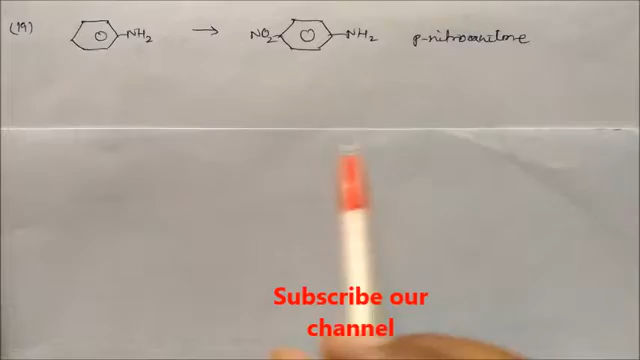 (19) NH2 → NO2 NH2 p-nitroaniline
Subscribe our
channel